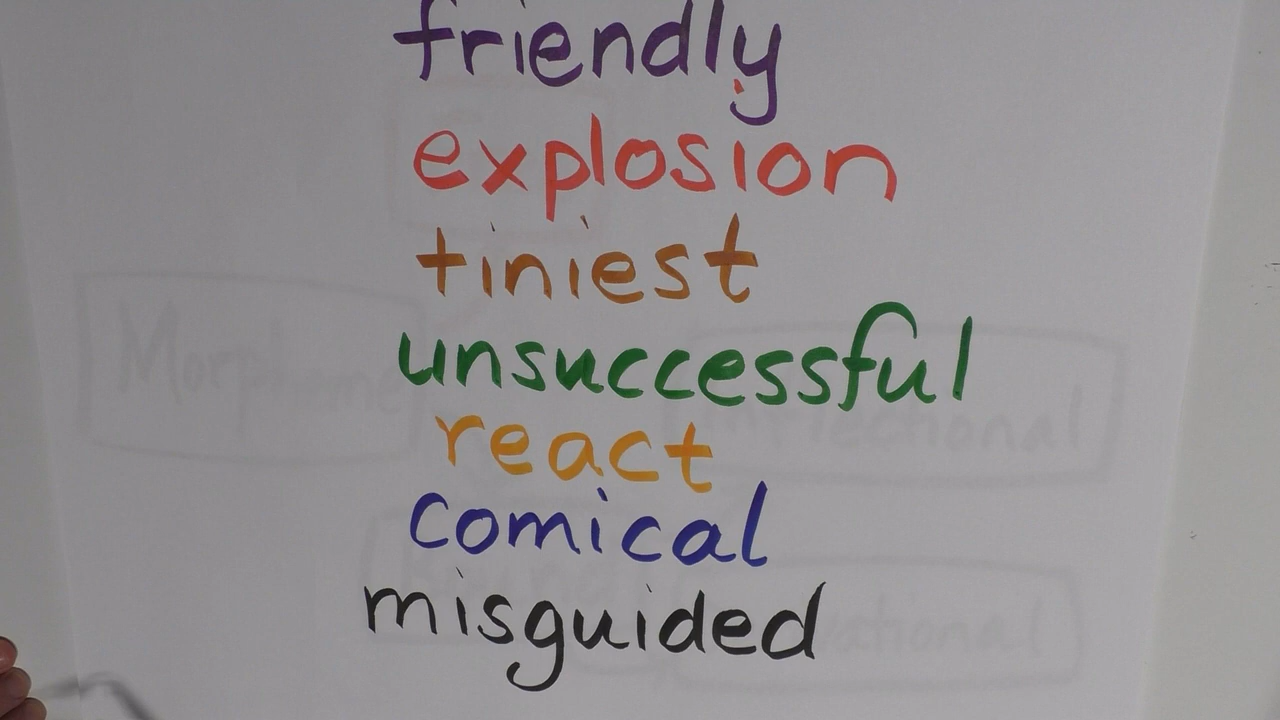 friendly
explosion
tiniest
unsuccessful
react
comical
misguided